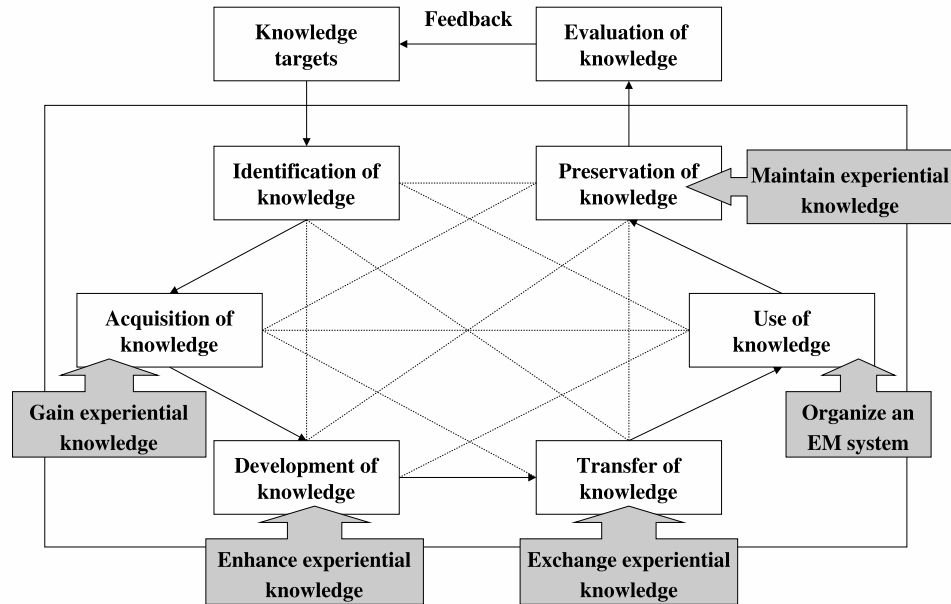 Feedback
Knowledge
targets
Evaluation of
knowledge
Identification of
knowledge
Preservation of
knowledge
Maintain experiential
knowledge
Acquisition of
knowledge
Use of
knowledge
Gain experiential
knowledge
Organize an
EM system
Development of
knowledge
Transfer of
knowledge
Enhance experiential
knowledge
Exchange experiential
knowledge